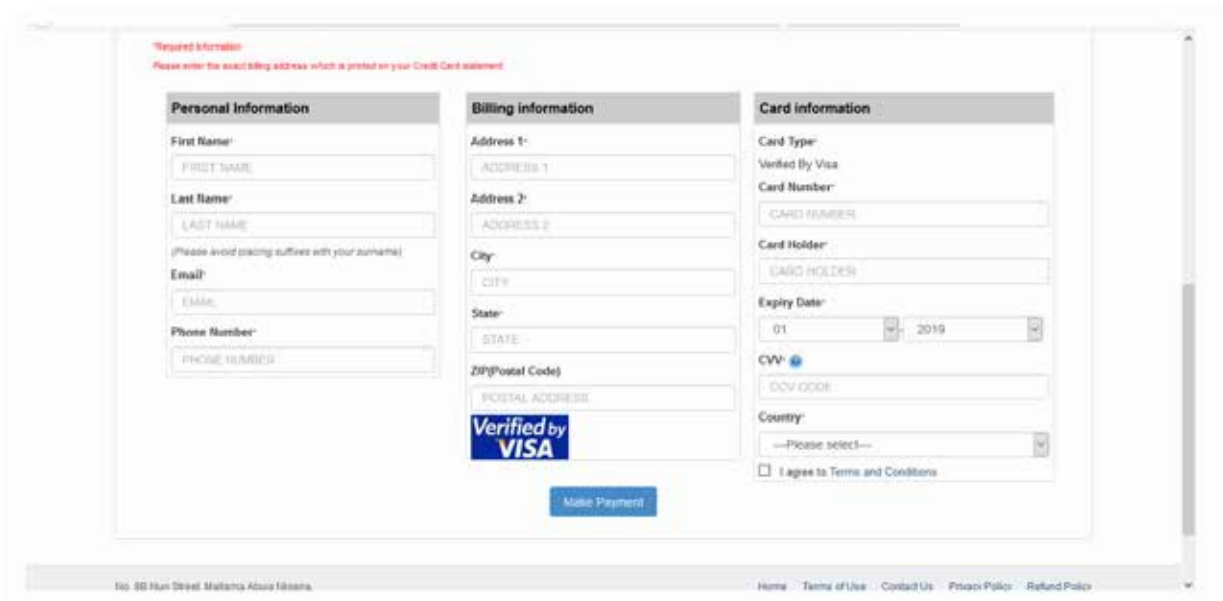 *Required Information
Please enter the exact billing address which is printed on your Credit Card statement
Personal Information
First Name*
FIRST NAME
Last Name*
LAST NAME
(Please avoid placing suffixes with your surname)
Email*
EMAIL
Phone Number*
PHONE NUMBER
Billing information
Address 1*
ADDRESS 1
Address 2*
ADDRESS 2
City*
CITY
State*
STATE
ZIP(Postal Code)
POSTAL ADDRESS
Verified by
VISA
Card information
Card Type*
Verified By Visa
Card Number*
CARD NUMBER
Card Holder*
CARD HOLDER
Expiry Date*
01 - 2019
CVV*
CCV CODE
Country*
---Please select---
I agree to Terms and Conditions
Make Payment
No. 8B Street, Maitama Abuja
Home Terms of Use Contact Us Privacy Policy Refund Policy